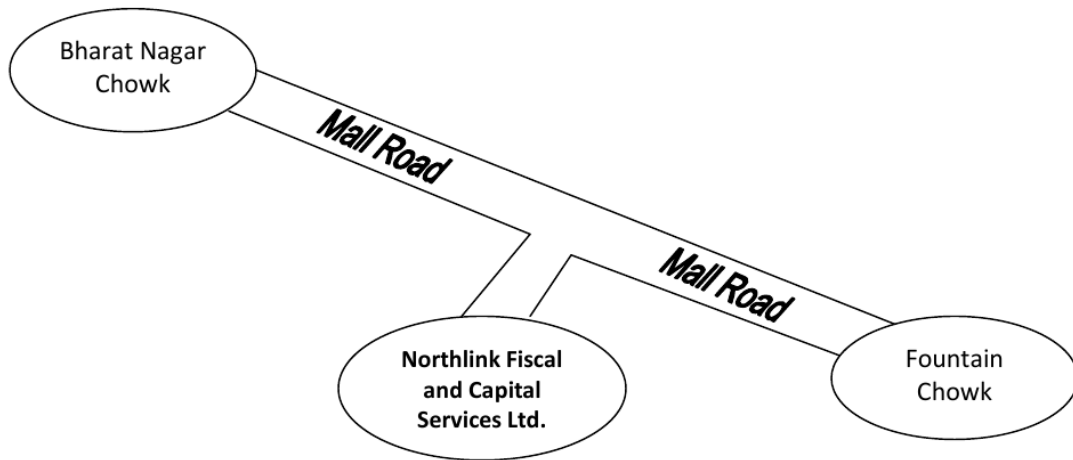 Bharat Nagar
Chowk
Mall Road
Mall Road
Northlink Fiscal
and Capital
Services Ltd.
Fountain
Chowk